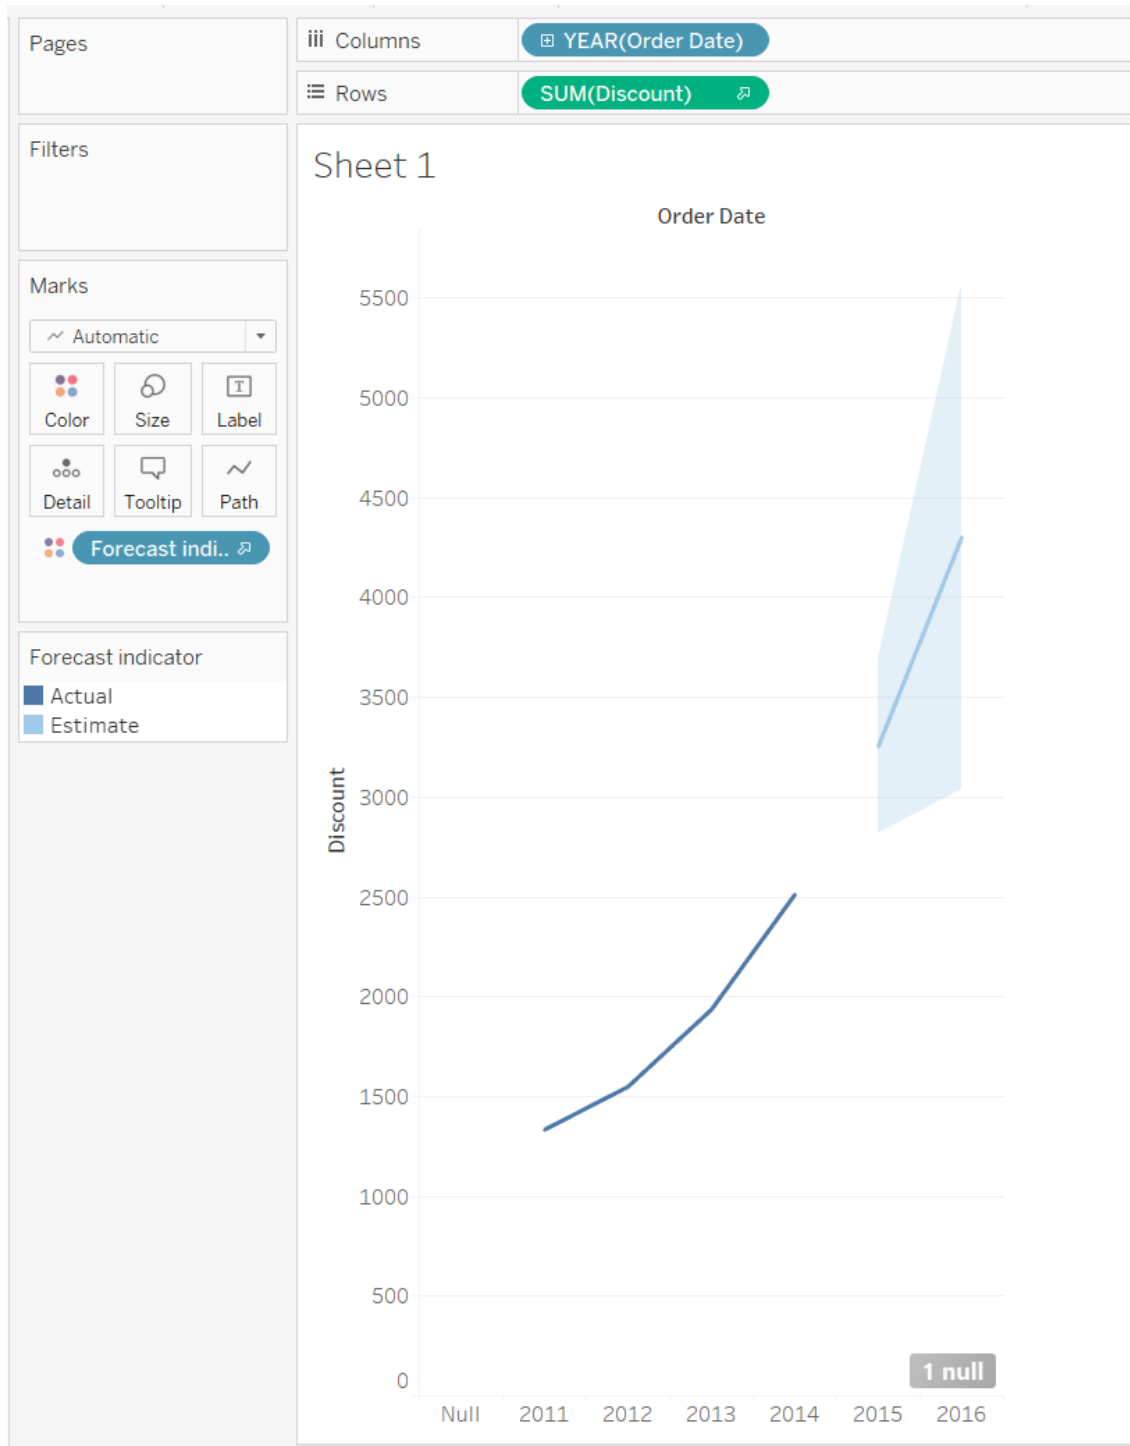 Pages
Columns
YEAR(Order Date)
Rows
SUM(Discount)
Filters
Marks
Automatic
Color
Size
Label
Detail
Tooltip
Path
Forecast indi..
Forecast indicator
Actual
Estimate
Sheet 1
Order Date
Discount
5500
5000
4500
4000
3500
3000
2500
2000
1500
1000
500
0
1 null
Null 2011 2012 2013 2014 2015 2016